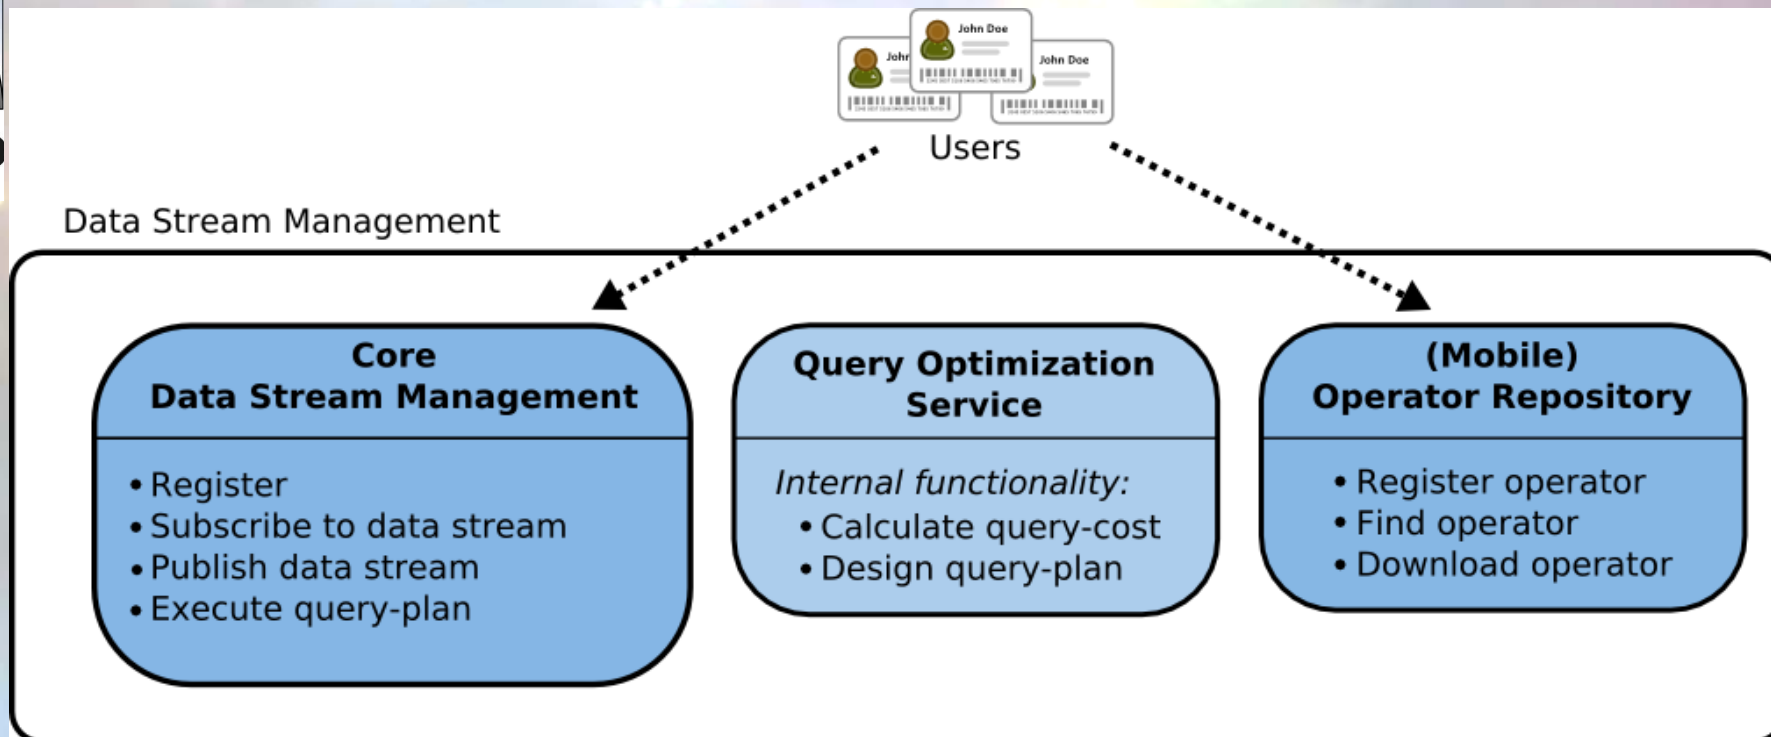 John Doe
John Doe
Users
Data Stream Management
Core
Data Stream Management
• Register
• Subscribe to data stream
• Publish data stream
• Execute query-plan
Query Optimization
Service
Internal functionality:
• Calculate query-cost
• Design query-plan
(Mobile)
Operator Repository
• Register operator
• Find operator
• Download operator